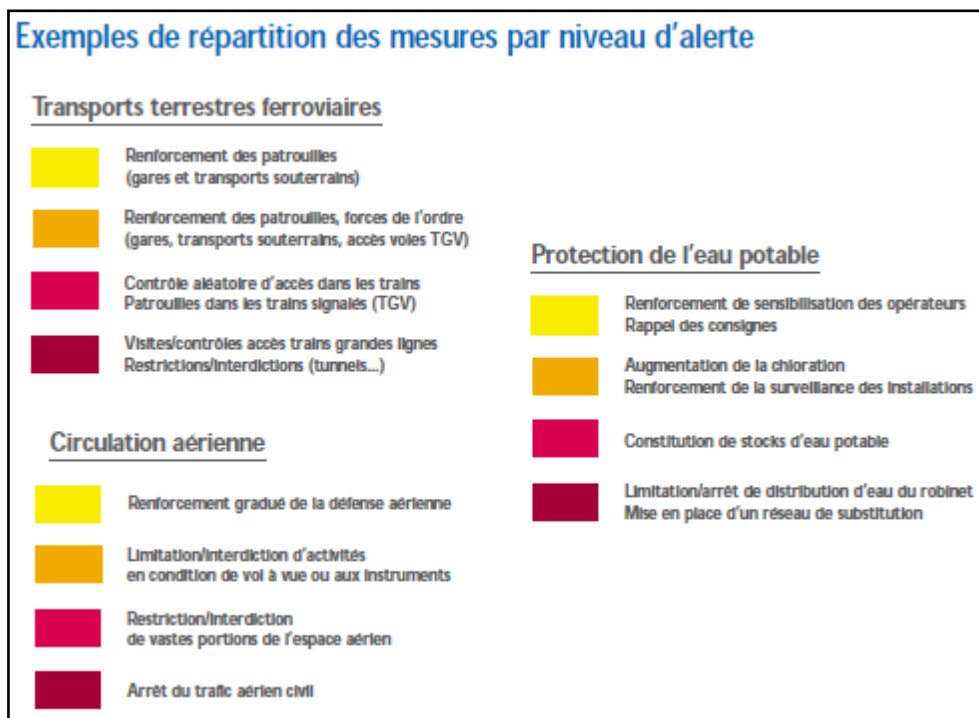 Exemples de répartition des mesures par niveau d'alerte
Transports terrestres ferroviaires
Renforcement des patrouilles
(gares et transports souterrains)
Renforcement des patrouilles, forces de l'ordre
(gares, transports souterrains, accès voies TGV)
Contrôle aléatoire d'accès dans les trains
Patrouilles dans les trains signalés (TGV)
Visites/contrôles accès trains grandes lignes
Restrictions/interdictions (tunnels...)
Circulation aérienne
Renforcement gradué de la défense aérienne
Limitation/interdiction d'activités
en condition de vol à vue ou aux instruments
Restriction/interdiction
de vastes portions de l'espace aérien
Arrêt du trafic aérien civil
Protection de l'eau potable
Renforcement de sensibilisation des opérateurs
Rappel des consignes
Augmentation de la chloration
Renforcement de la surveillance des installations
Constitution de stocks d'eau potable
Limitation/arrêt de distribution d'eau du robinet
Mise en place d'un réseau de substitution